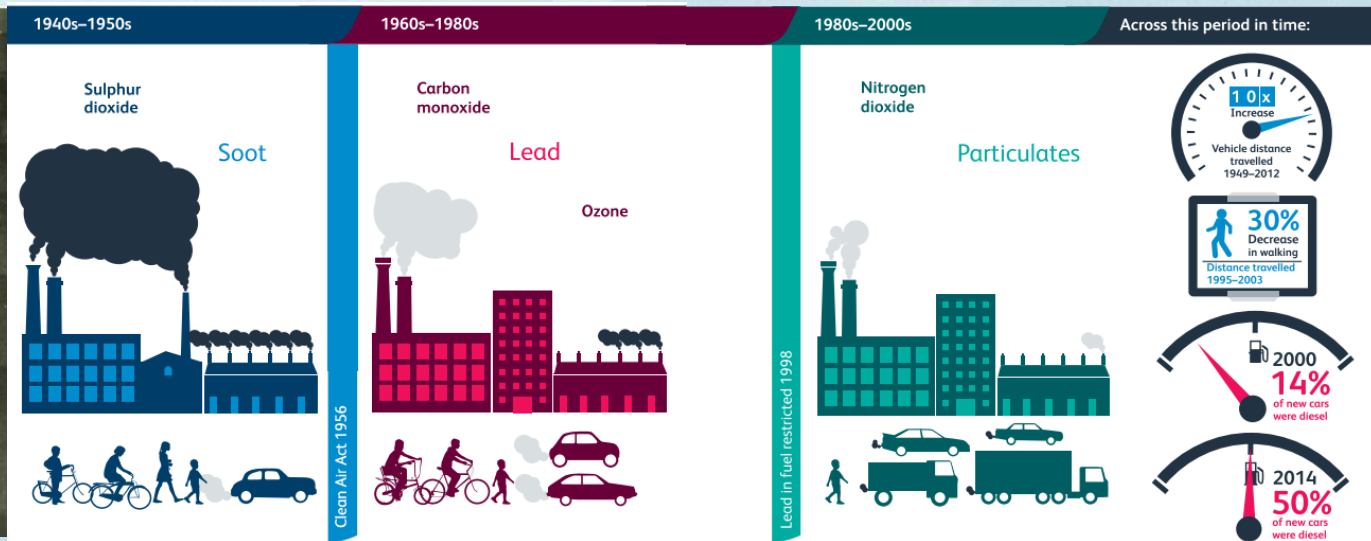 1940s–1950s
1960s–1980s
1980s–2000s
Across this period in time:
Sulphur
dioxide
Soot
Clean Air Act 1956
Carbon
monoxide
Lead
Ozone
Lead in fuel restricted 1998
Nitrogen
dioxide
Particulates
10x
Increase
Vehicle distance
travelled
1949–2012
30%
Decrease
in walking
Distance travelled
1995–2003
2000
14%
of new cars
were diesel
2014
50%
of new cars
were diesel